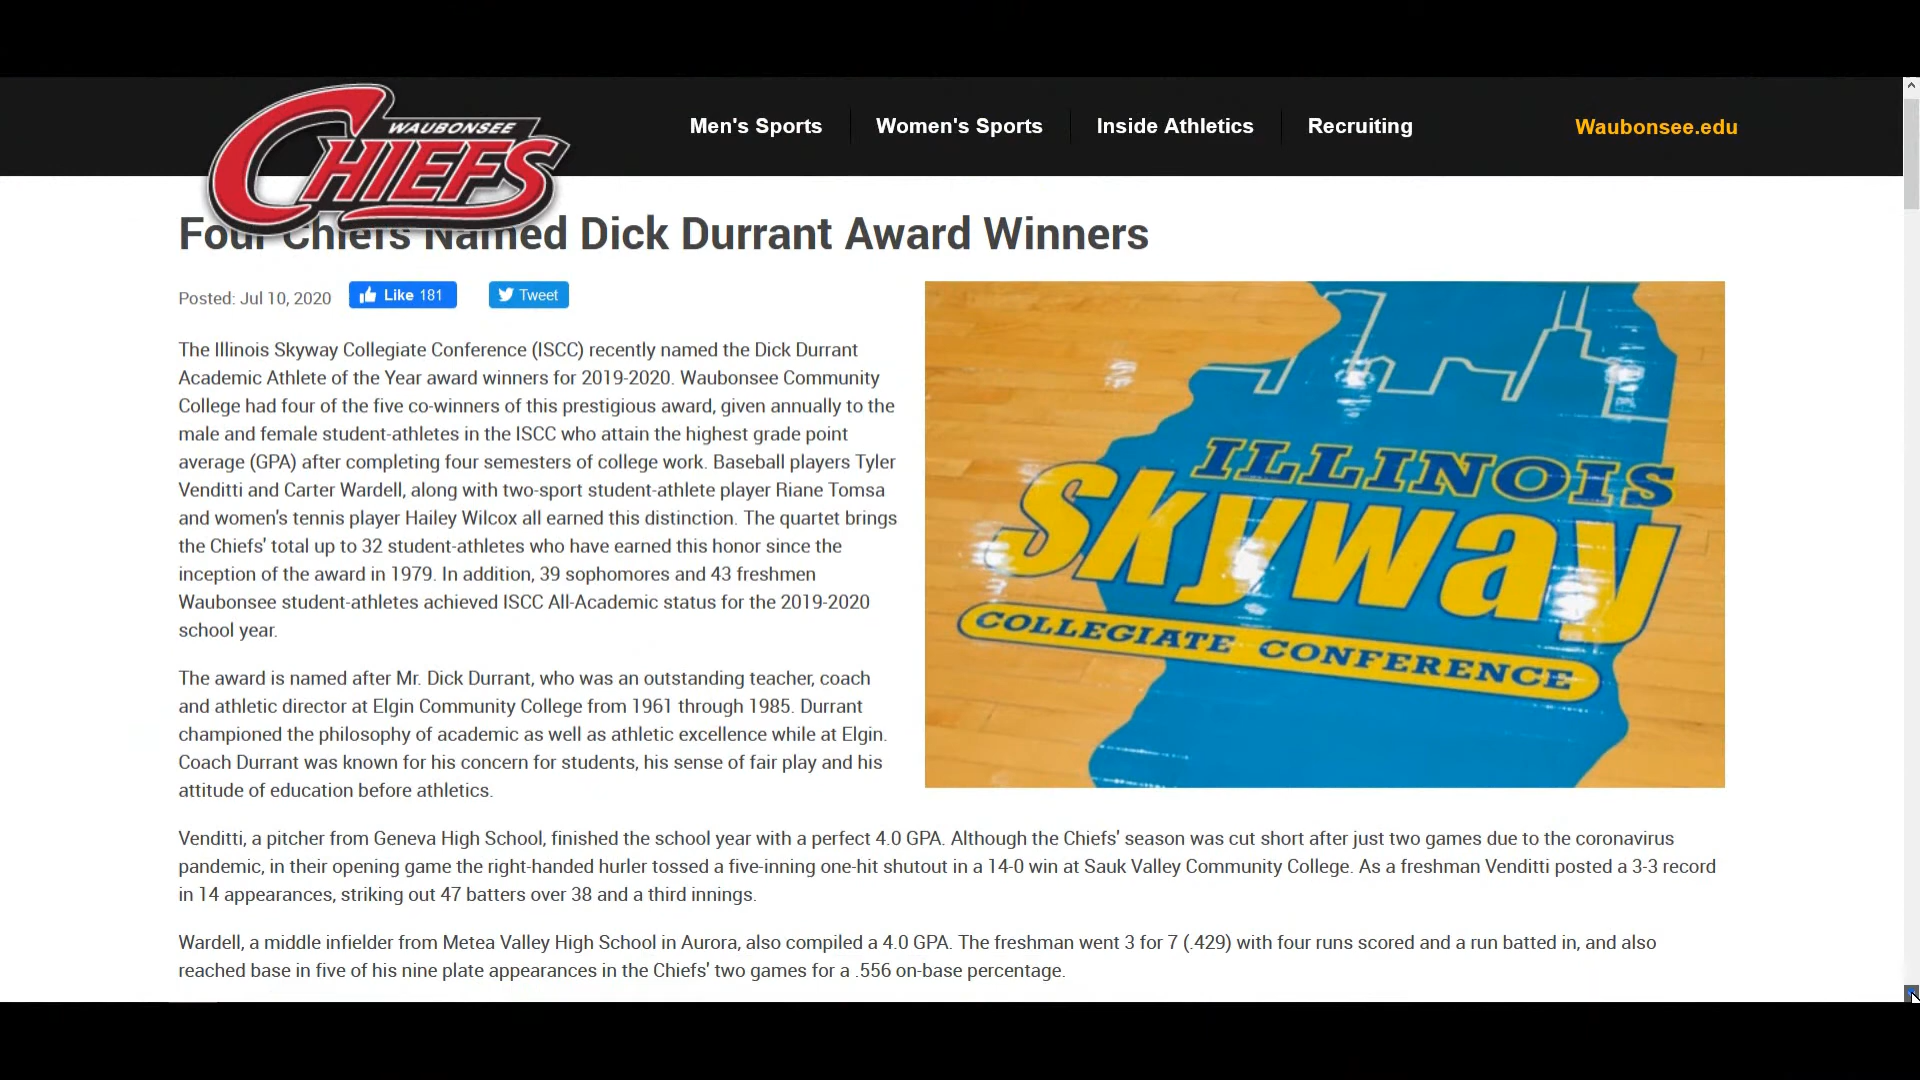 WAUBONSEE
CHIEFS
Men's Sports
Women's Sports
Inside Athletics
Recruiting
Waubonsee.edu
Four Chiefs Named Dick Durrant Award Winners
Posted: Jul 10, 2020
Like 181
Tweet
The Illinois Skyway Collegiate Conference (ISCC) recently named the Dick Durrant
Academic Athlete of the Year award winners for 2019-2020. Waubonsee Community
College had four of the five co-winners of this prestigious award, given annually to the
male and female student-athletes in the ISCC who attain the highest grade point
average (GPA) after completing four semesters of college work. Baseball players Tyler
Venditti and Carter Wardell, along with two-sport student-athlete player Riane Tomsa
and women's tennis player Hailey Wilcox all earned this distinction. The quartet brings
the Chiefs' total up to 32 student-athletes who have earned this honor since the
inception of the award in 1979. In addition, 39 sophomores and 43 freshmen
Waubonsee student-athletes achieved ISCC All-Academic status for the 2019-2020
school year.
The award is named after Mr. Dick Durrant, who was an outstanding teacher, coach
and athletic director at Elgin Community College from 1961 through 1985. Durrant
championed the philosophy of academic as well as athletic excellence while at Elgin.
Coach Durrant was known for his concern for students, his sense of fair play and his
attitude of education before athletics.
ILLINOIS
Skyway
COLLEGIATE CONFERENCE
Venditti, a pitcher from Geneva High School, finished the school year with a perfect 4.0 GPA. Although the Chiefs' season was cut short after just two games due to the coronavirus
pandemic, in their opening game the right-handed hurler tossed a five-inning one-hit shutout in a 14-0 win at Sauk Valley Community College. As a freshman Venditti posted a 3-3 record
in 14 appearances, striking out 47 batters over 38 and a third innings.
Wardell, a middle infielder from Metea Valley High School in Aurora, also compiled a 4.0 GPA. The freshman went 3 for 7 (.429) with four runs scored and a run batted in, and also
reached base in five of his nine plate appearances in the Chiefs' two games for a .556 on-base percentage.